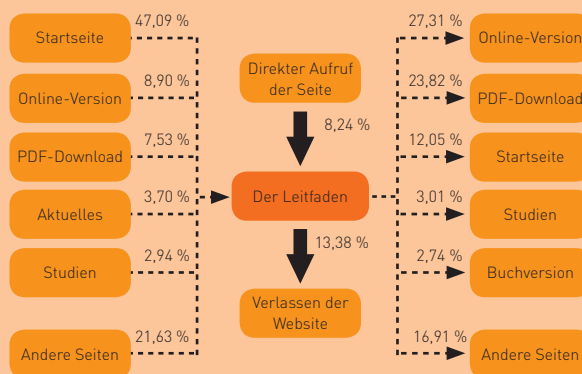 47,09 %
Startseite
8,90 %
Online-Version
7,53 %
PDF-Download
3,70 %
Aktuelles
2,94 %
Studien
21,63 %
Andere Seiten
Direkter Aufruf
der Seite
8,24 %
Der Leitfaden
13,38 %
Verlassen der
Website
27,31 %
Online-Version
23,82 %
PDF-Download
12,05 %
Startseite
3,01 %
Studien
2,74 %
Buchversion
16,91 %
Andere Seiten